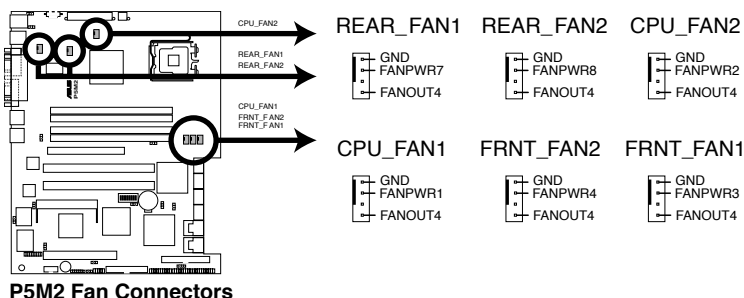 CPU_FAN2
REAR_FAN1
REAR_FAN2
CPU_FAN1
FRNT_FAN2
FRNT_FAN1
P5M2
REAR_FAN1 REAR_FAN2 CPU_FAN2
GND GND GND
FANPWR7 FANPWR8 FANPWR2
FANOUT4 FANOUT4 FANOUT4
CPU_FAN1 FRNT_FAN2 FRNT_FAN1
GND GND GND
FANPWR1 FANPWR4 FANPWR3
FANOUT4 FANOUT4 FANOUT4
P5M2 Fan Connectors